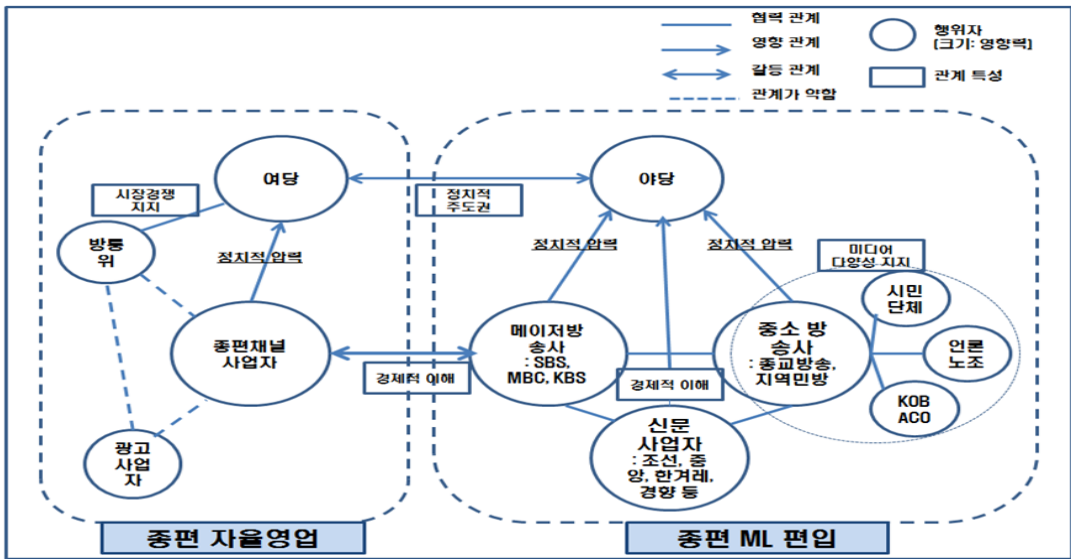 협력 관계
영향 관계
갈등 관계
관계가 약함
행위자
[크기: 영향력]
관계 특성
여당
시장경쟁
지지
방통
위
정치적 압력
종편채널
사업자
광고
사업
자
정치적
주도권
경제적 이해
야당
정치적 압력
정치적 압력
미디어
다양성 지지
메이저방
송사
: SBS,
MBC, KBS
경제적 이해
중소 방
송사
: 종교방송,
지역민방
시민
단체
언론
노조
KOB
ACO
신문
사업자
: 조선, 중
앙, 한겨레,
경향 등
종편 자율영업
종편 ML 편입